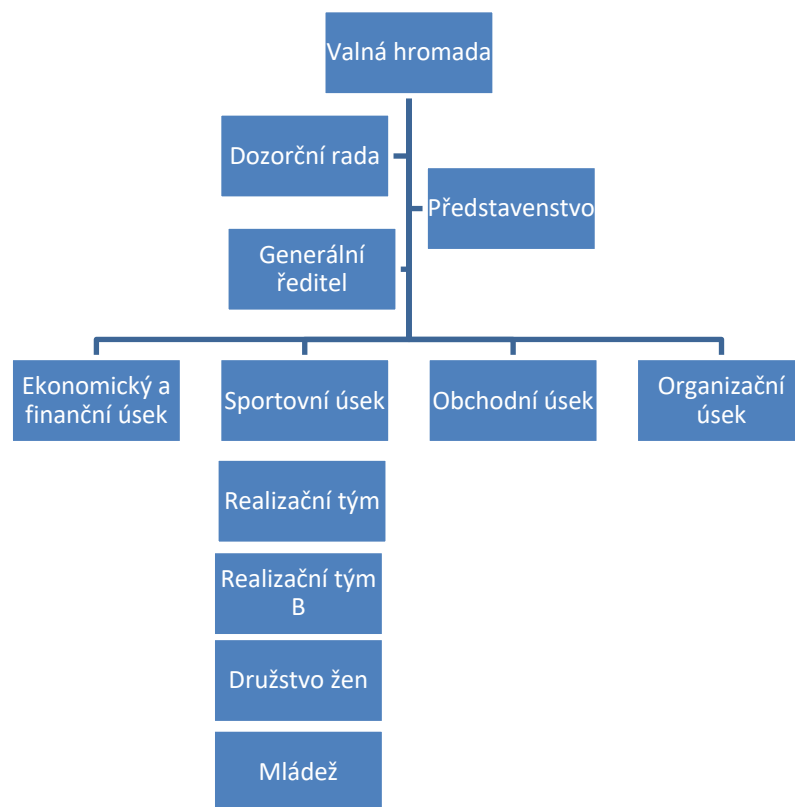 Valná hromada
Dozorční rada
Představenstvo
Generální
ředitel
Ekonomický a
finanční úsek
Sportovní úsek
Obchodní úsek
Organizační
úsek
Realizační tým
Realizační tým
B
Družstvo žen
Mládež